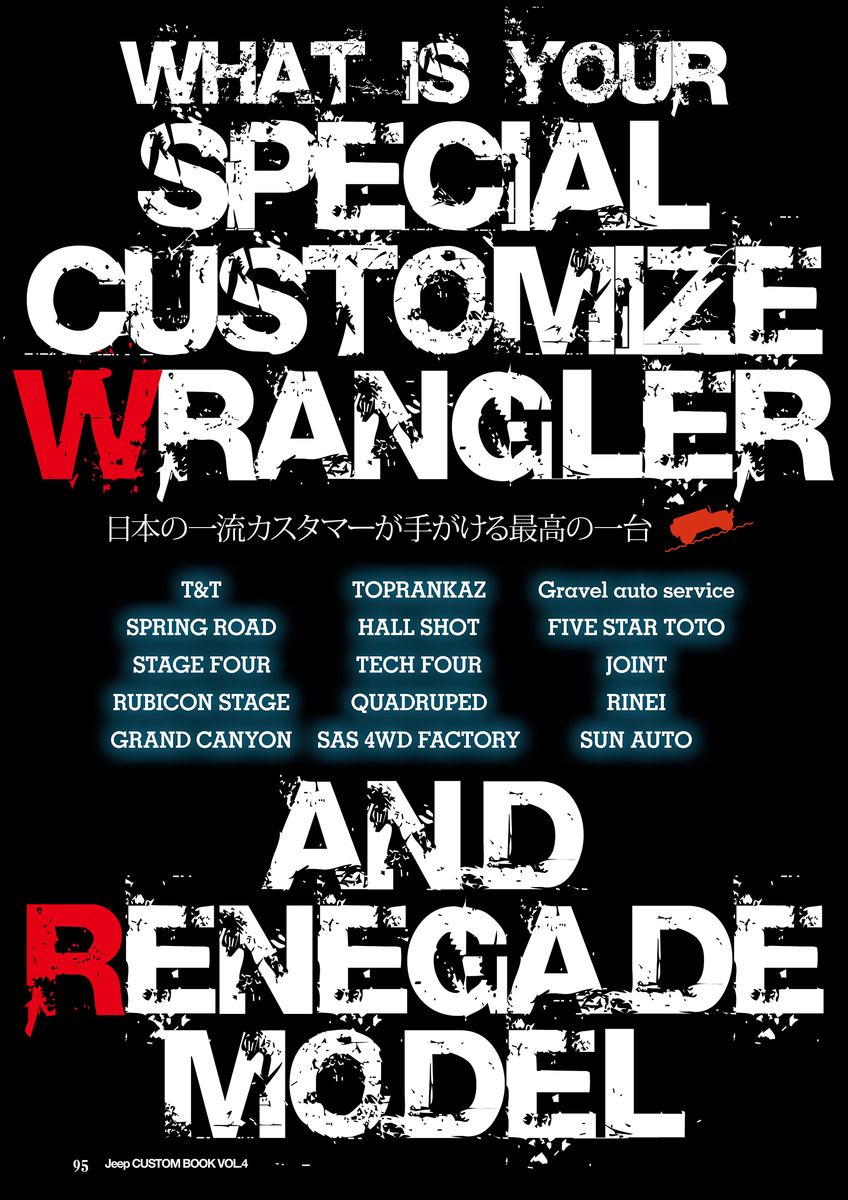 WHAT IS YOUR
SPECIAL
CUSTOMIZE
WRANGLER
日本の一流カスタマーが手がける最高の一台
T&T TOPRANKAZ Gravel auto service
SPRING ROAD HALL SHOT FIVE STAR TOTO
STAGE FOUR TECH FOUR JOINT
RUBICON STAGE QUADRUPED RINEI
GRAND CANYON SAS 4WD FACTORY SUN AUTO
AND
RENEGADE
MODEL
95 Jeep CUSTOM BOOK VOL.4